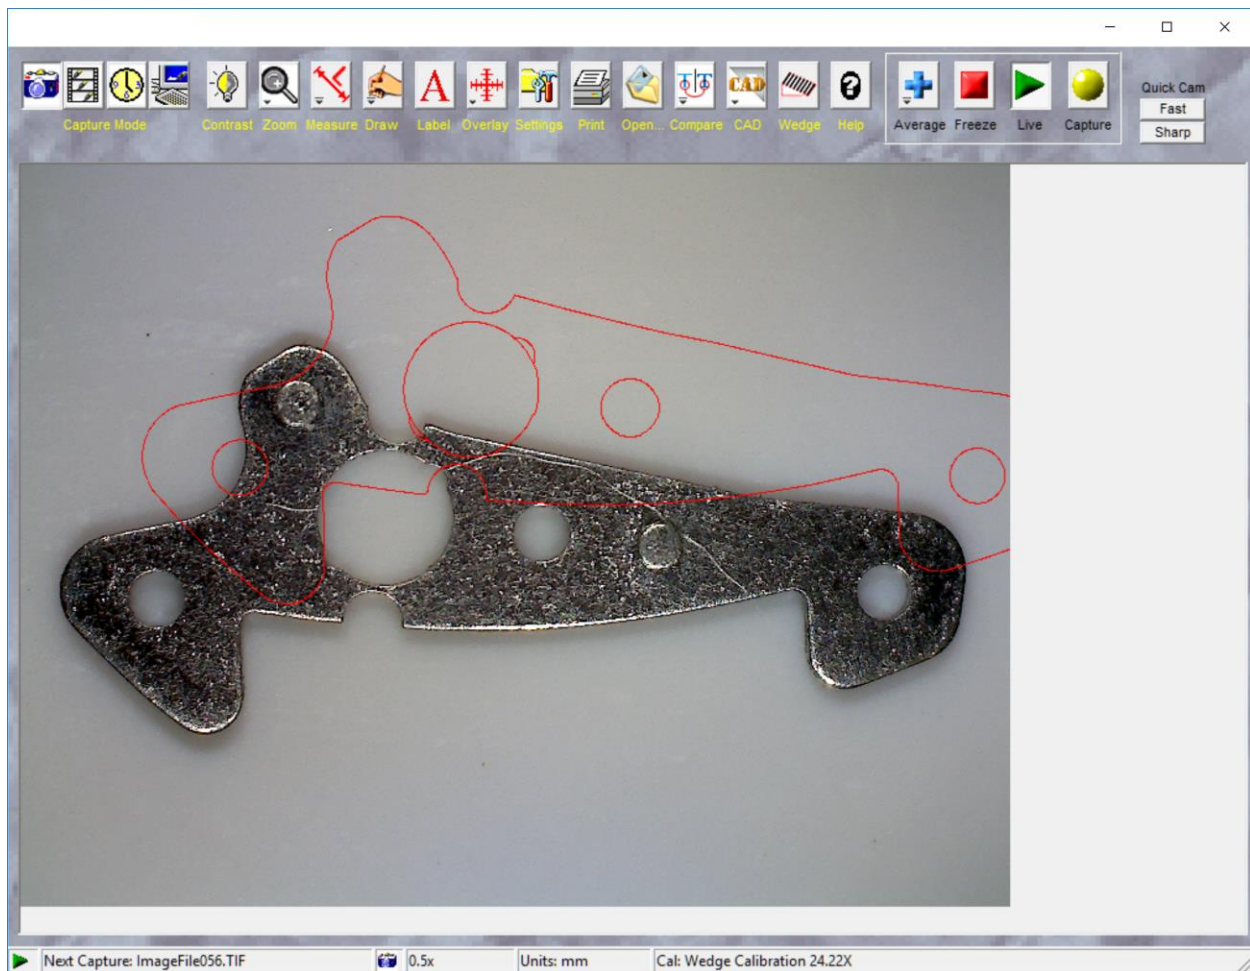 Capture Mode Contrast Zoom Measure Draw Label Overlay Settings Print Open... Compare CAD Wedge Help
A
CAD
?
Average Freeze Live Capture
Quick Cam
Fast
Sharp
Next Capture: ImageFile056.TIF 0.5x Units: mm Cal: Wedge Calibration 24.22X